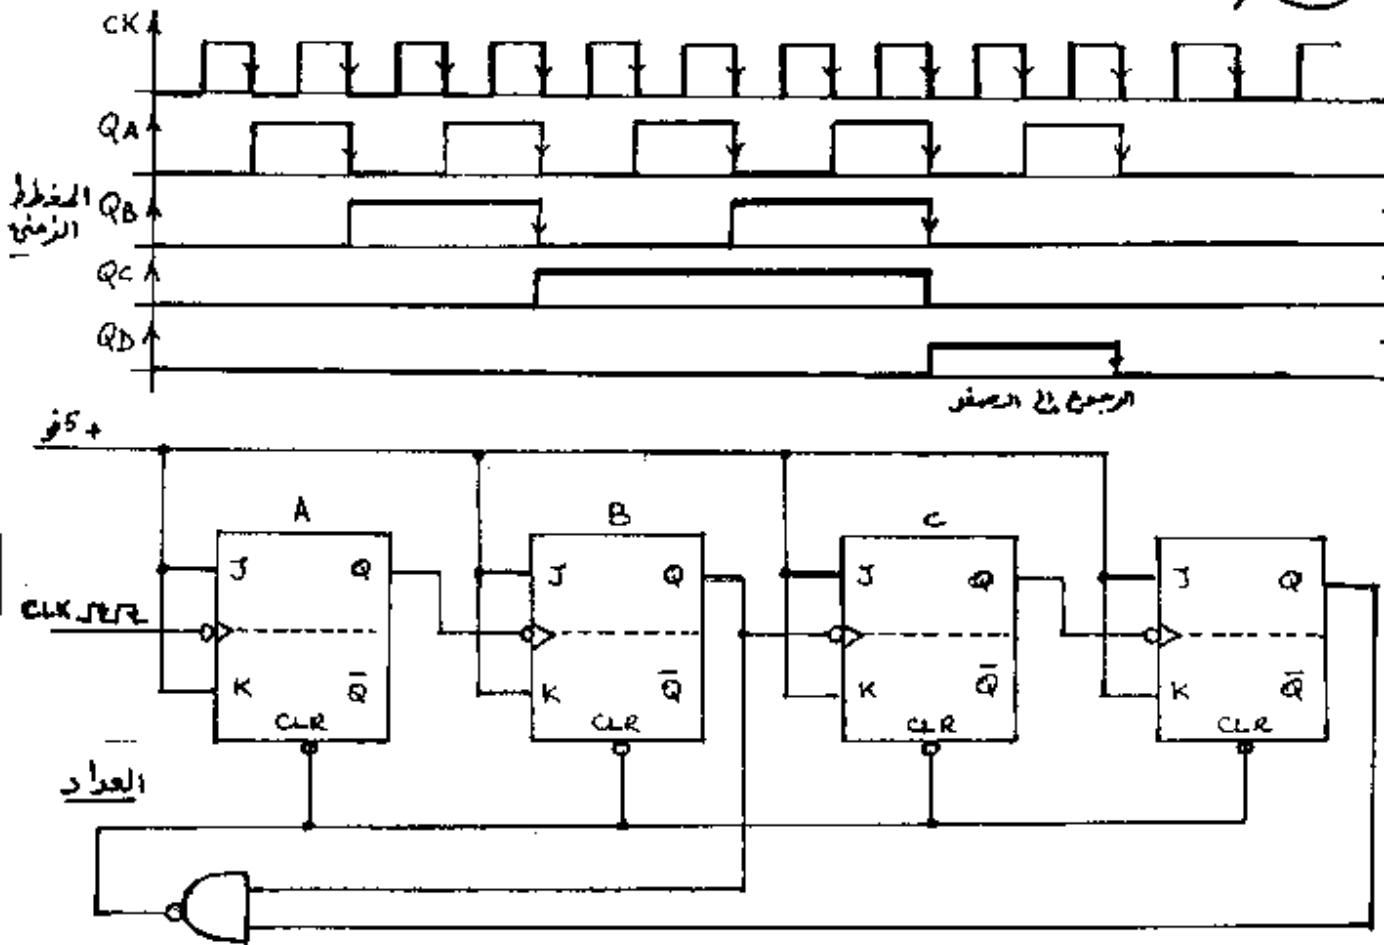 CK
QA
المخطط
الزمني
QB
QC
QD
الرجوع إلى الصفر
+5 فو
A
B
C
J Q
J Q
J Q
J Q
CLK
K Q̄
K Q̄
K Q̄
K Q̄
CLR
CLR
CLR
CLR
العداد